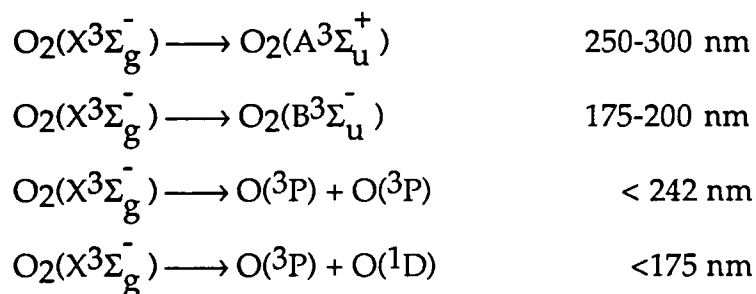 O₂(X³Σg⁻) ⟶ O₂(A³Σu⁺) 250-300 nm
O₂(X³Σg⁻) ⟶ O₂(B³Σu⁻) 175-200 nm
O₂(X³Σg⁻) ⟶ O(³P) + O(³P) < 242 nm
O₂(X³Σg⁻) ⟶ O(³P) + O(¹D) <175 nm